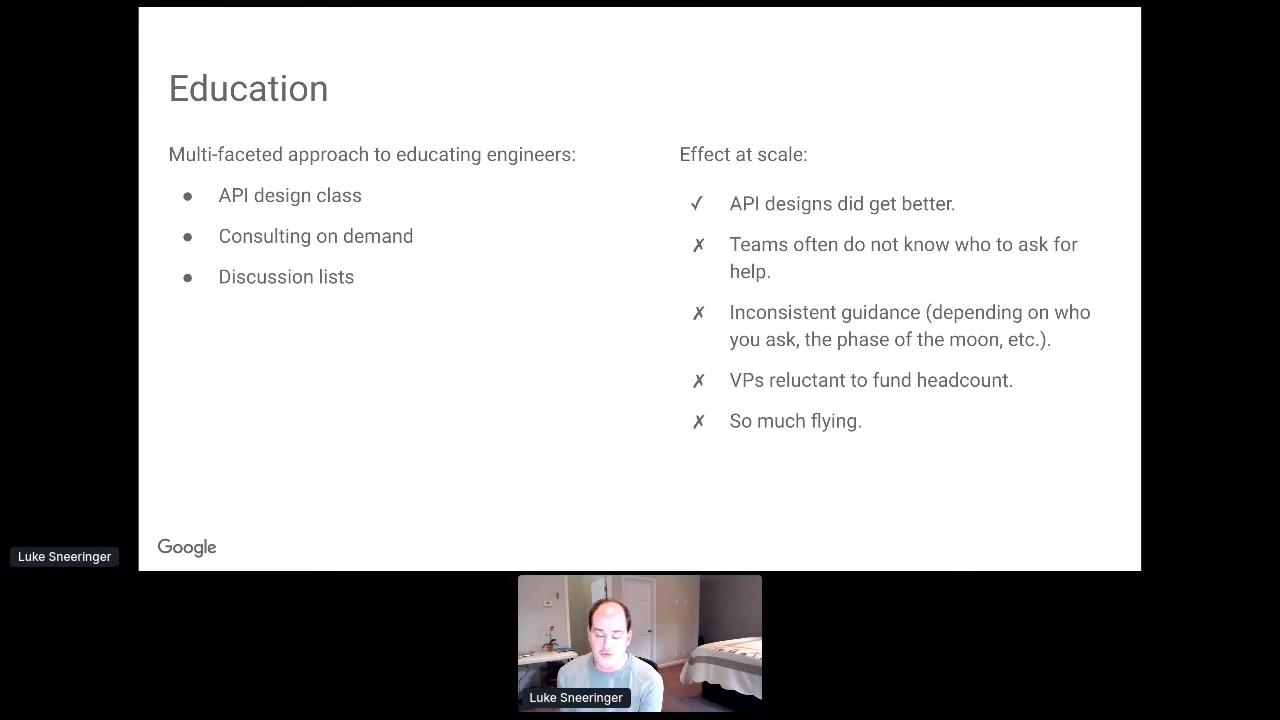 Education
Multi-faceted approach to educating engineers:
● API design class
● Consulting on demand
● Discussion lists
Effect at scale:
✓ API designs did get better.
✗ Teams often do not know who to ask for
help.
✗ Inconsistent guidance (depending on who
you ask, the phase of the moon, etc.).
✗ VPs reluctant to fund headcount.
✗ So much flying.
Google
Luke Sneeringer
Luke Sneeringer